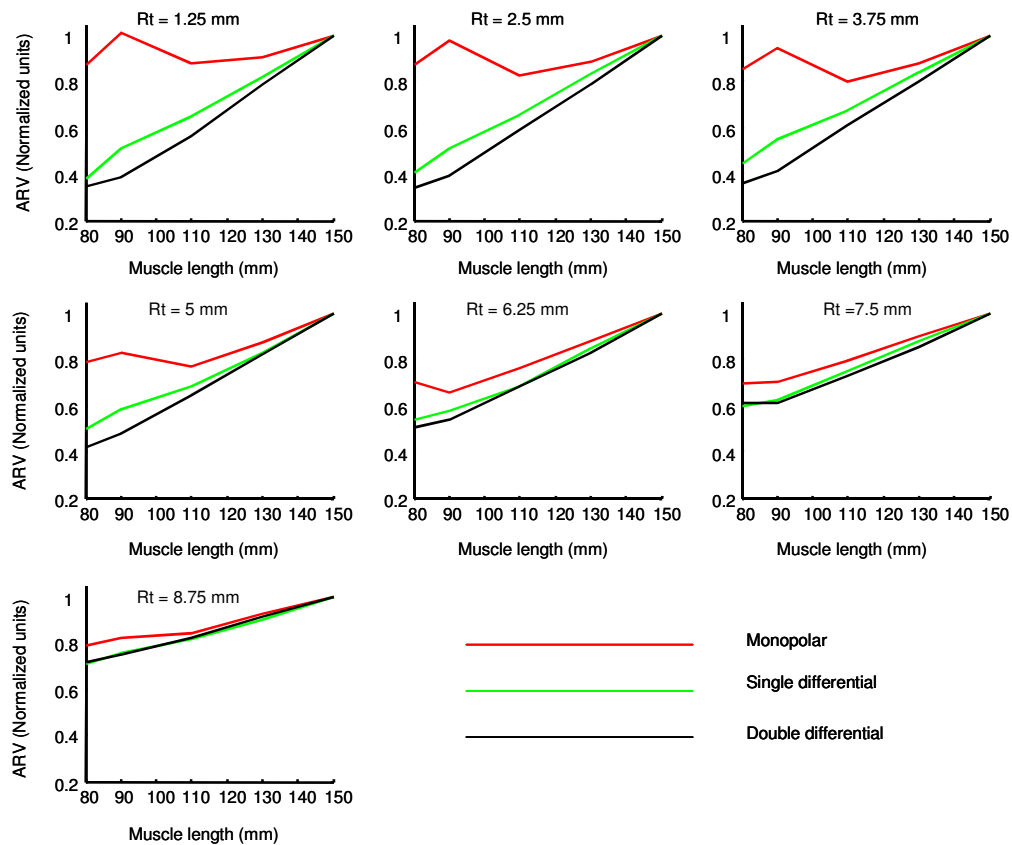 Rt = 1.25 mm
Rt = 2.5 mm
Rt = 3.75 mm
ARV (Normalized units)
1
0.8
0.6
0.4
0.2
80 90 100 110 120 130 140 150
Muscle length (mm)
1
0.8
0.6
0.4
0.2
80 90 100 110 120 130 140 150
Muscle length (mm)
1
0.8
0.6
0.4
0.2
80 90 100 110 120 130 140 150
Muscle length (mm)
Rt = 5 mm
Rt = 6.25 mm
Rt =7.5 mm
ARV (Normalized units)
1
0.8
0.6
0.4
0.2
80 90 100 110 120 130 140 150
Muscle length (mm)
1
0.8
0.6
0.4
0.2
80 90 100 110 120 130 140 150
Muscle length (mm)
1
0.8
0.6
0.4
0.2
80 90 100 110 120 130 140 150
Muscle length (mm)
Rt = 8.75 mm
ARV (Normalized units)
1
0.8
0.6
0.4
0.2
80 90 100 110 120 130 140 150
Muscle length (mm)
Monopolar
Single differential
Double differential